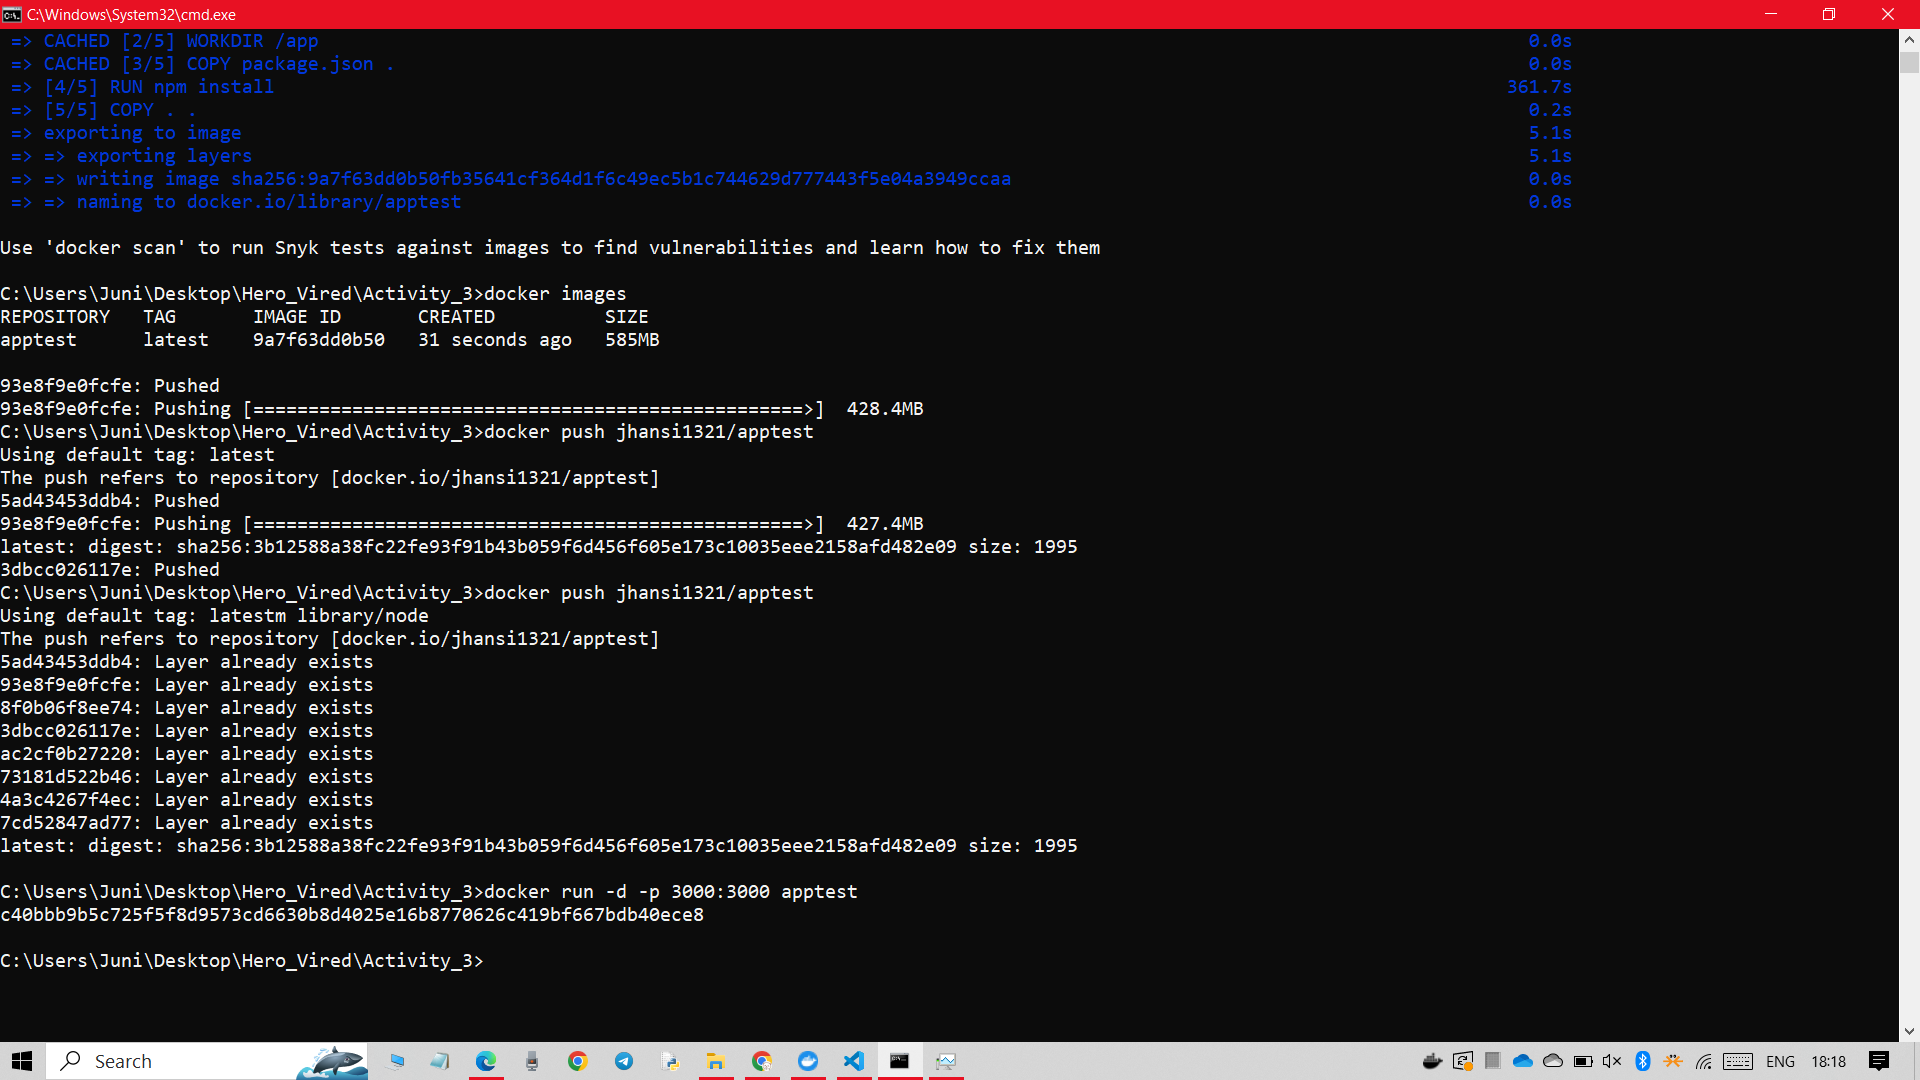 C:\Windows\System32\cmd.exe
=> CACHED [2/5] WORKDIR /app 0.0s
=> CACHED [3/5] COPY package.json . 0.0s
=> [4/5] RUN npm install 361.7s
=> [5/5] COPY . . 0.2s
=> exporting to image 5.1s
=> => exporting layers 5.1s
=> => writing image sha256:9a7f63dd0b50fb35641cf364d1f6c49ec5b1c744629d777443f5e04a3949ccaa 0.0s
=> => naming to docker.io/library/apptest 0.0s
Use 'docker scan' to run Snyk tests against images to find vulnerabilities and learn how to fix them
C:\Users\Juni\Desktop\Hero_Vired\Activity_3>docker images
REPOSITORY TAG IMAGE ID CREATED SIZE
apptest latest 9a7f63dd0b50 31 seconds ago 585MB
93e8f9e0fcfe: Pushed
93e8f9e0fcfe: Pushing [==================================================>] 428.4MB
C:\Users\Juni\Desktop\Hero_Vired\Activity_3>docker push jhansi1321/apptest
Using default tag: latest
The push refers to repository [docker.io/jhansi1321/apptest]
5ad43453ddb4: Pushed
93e8f9e0fcfe: Pushing [==================================================>] 427.4MB
latest: digest: sha256:3b12588a38fc22fe93f91b43b059f6d456f605e173c10035eee2158afd482e09 size: 1995
3dbcc026117e: Pushed
C:\Users\Juni\Desktop\Hero_Vired\Activity_3>docker push jhansi1321/apptest
Using default tag: latestm library/node
The push refers to repository [docker.io/jhansi1321/apptest]
5ad43453ddb4: Layer already exists
93e8f9e0fcfe: Layer already exists
8f0b06f8ee74: Layer already exists
3dbcc026117e: Layer already exists
ac2cf0b27220: Layer already exists
73181d522b46: Layer already exists
4a3c4267f4ec: Layer already exists
7cd52847ad77: Layer already exists
latest: digest: sha256:3b12588a38fc22fe93f91b43b059f6d456f605e173c10035eee2158afd482e09 size: 1995
C:\Users\Juni\Desktop\Hero_Vired\Activity_3>docker run -d -p 3000:3000 apptest
c40bbb9b5c725f5f8d9573cd6630b8d4025e16b8770626c419bf667bdb40ece8
C:\Users\Juni\Desktop\Hero_Vired\Activity_3>
Search
ENG 18:18